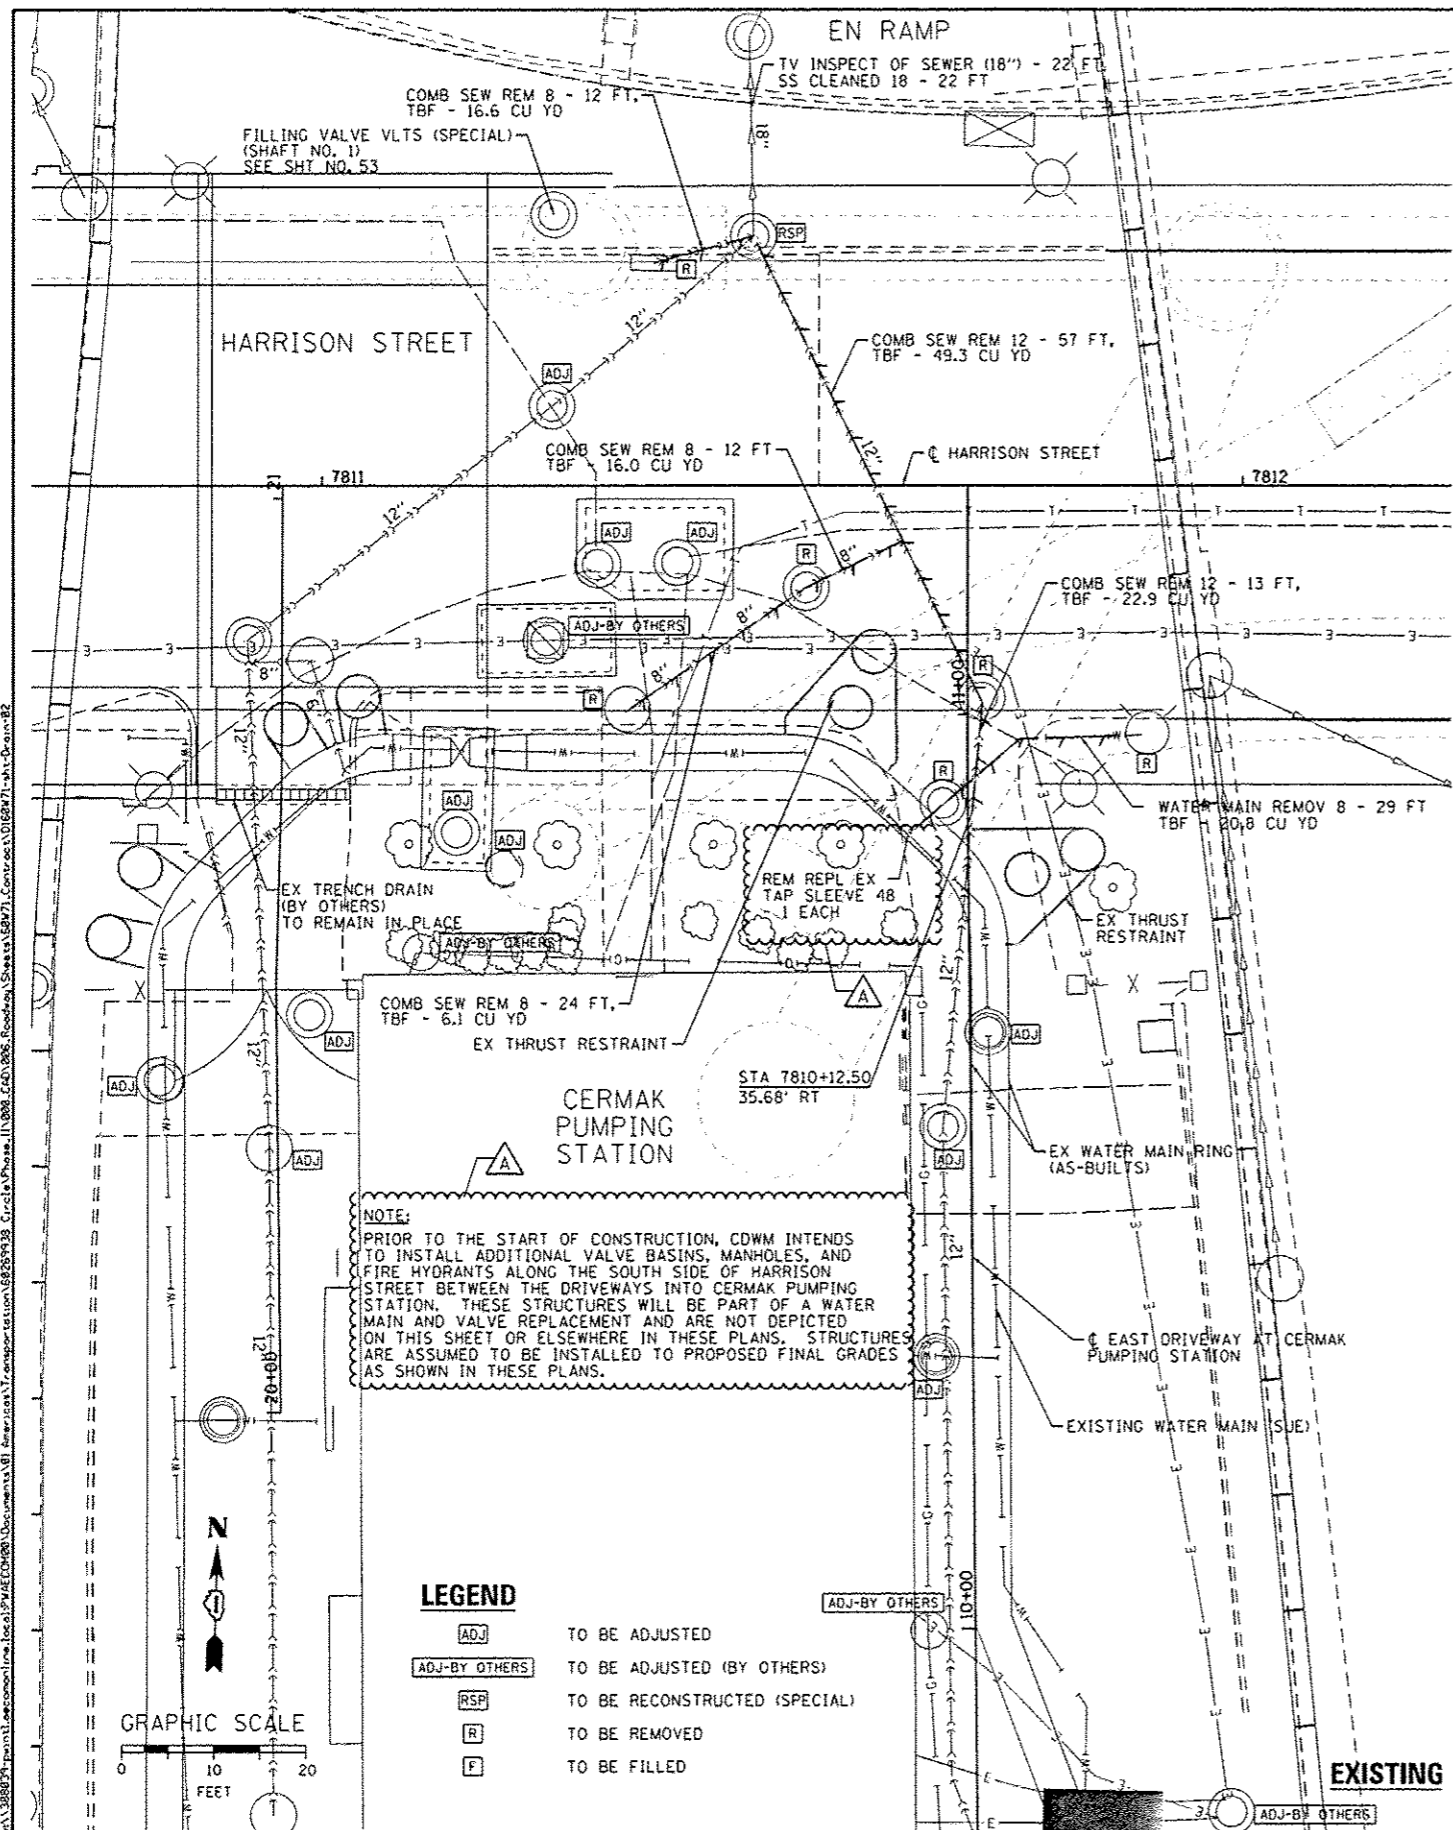 EN RAMP
TV INSPECT OF SEWER (18") - 22 FT
SS CLEANED 18 - 22 FT
COMB SEW REM 8 - 12 FT,
TBF - 16.6 CU YD
FILLING VALVE VLTS (SPECIAL)
(SHAFT NO. 1)
SEE SHT NO. 53
18"
RSP
R
HARRISON STREET
12"
ADJ
COMB SEW REM 12 - 57 FT,
TBF - 49.3 CU YD
COMB SEW REM 8 - 12 FT
TBF - 16.0 CU YD
12"
℄ HARRISON STREET
21
7811
7812
12"
ADJ
ADJ
R
8"
COMB SEW REM 12 - 13 FT,
TBF - 22.9 CU YD
ADJ-BY OTHERS
8"
8"
8"
R
R
12"
R
R
WATER MAIN REMOV 8 - 29 FT
TBF - 20.8 CU YD
ADJ
ADJ
EX TRENCH DRAIN
(BY OTHERS)
TO REMAIN IN PLACE
REM REPL EX
TAP SLEEVE 48
1 EACH
EX THRUST
RESTRAINT
ADJ-BY OTHERS
12"
A
COMB SEW REM 8 - 24 FT,
TBF - 6.1 CU YD
EX THRUST RESTRAINT
ADJ
ADJ
12"
ADJ
STA 7810+12.50
35.68' RT
CERMAK
PUMPING
STATION
A
ADJ
ADJ
EX WATER MAIN RING
(AS-BUILTS)
NOTE:
PRIOR TO THE START OF CONSTRUCTION, CDWM INTENDS
TO INSTALL ADDITIONAL VALVE BASINS, MANHOLES, AND
FIRE HYDRANTS ALONG THE SOUTH SIDE OF HARRISON
STREET BETWEEN THE DRIVEWAYS INTO CERMAK PUMPING
STATION. THESE STRUCTURES WILL BE PART OF A WATER
MAIN AND VALVE REPLACEMENT AND ARE NOT DEPICTED
ON THIS SHEET OR ELSEWHERE IN THESE PLANS. STRUCTURES
ARE ASSUMED TO BE INSTALLED TO PROPOSED FINAL GRADES
AS SHOWN IN THESE PLANS.
12"
12"
20+00
ADJ
℄ EAST DRIVEWAY AT CERMAK
PUMPING STATION
EXISTING WATER MAIN (SUE)
N
LEGEND
ADJ TO BE ADJUSTED
ADJ-BY OTHERS TO BE ADJUSTED (BY OTHERS)
RSP TO BE RECONSTRUCTED (SPECIAL)
R TO BE REMOVED
F TO BE FILLED
ADJ-BY OTHERS
110+00
GRAPHIC SCALE
0 10 20
FEET
EXISTING
ADJ-BY OTHERS